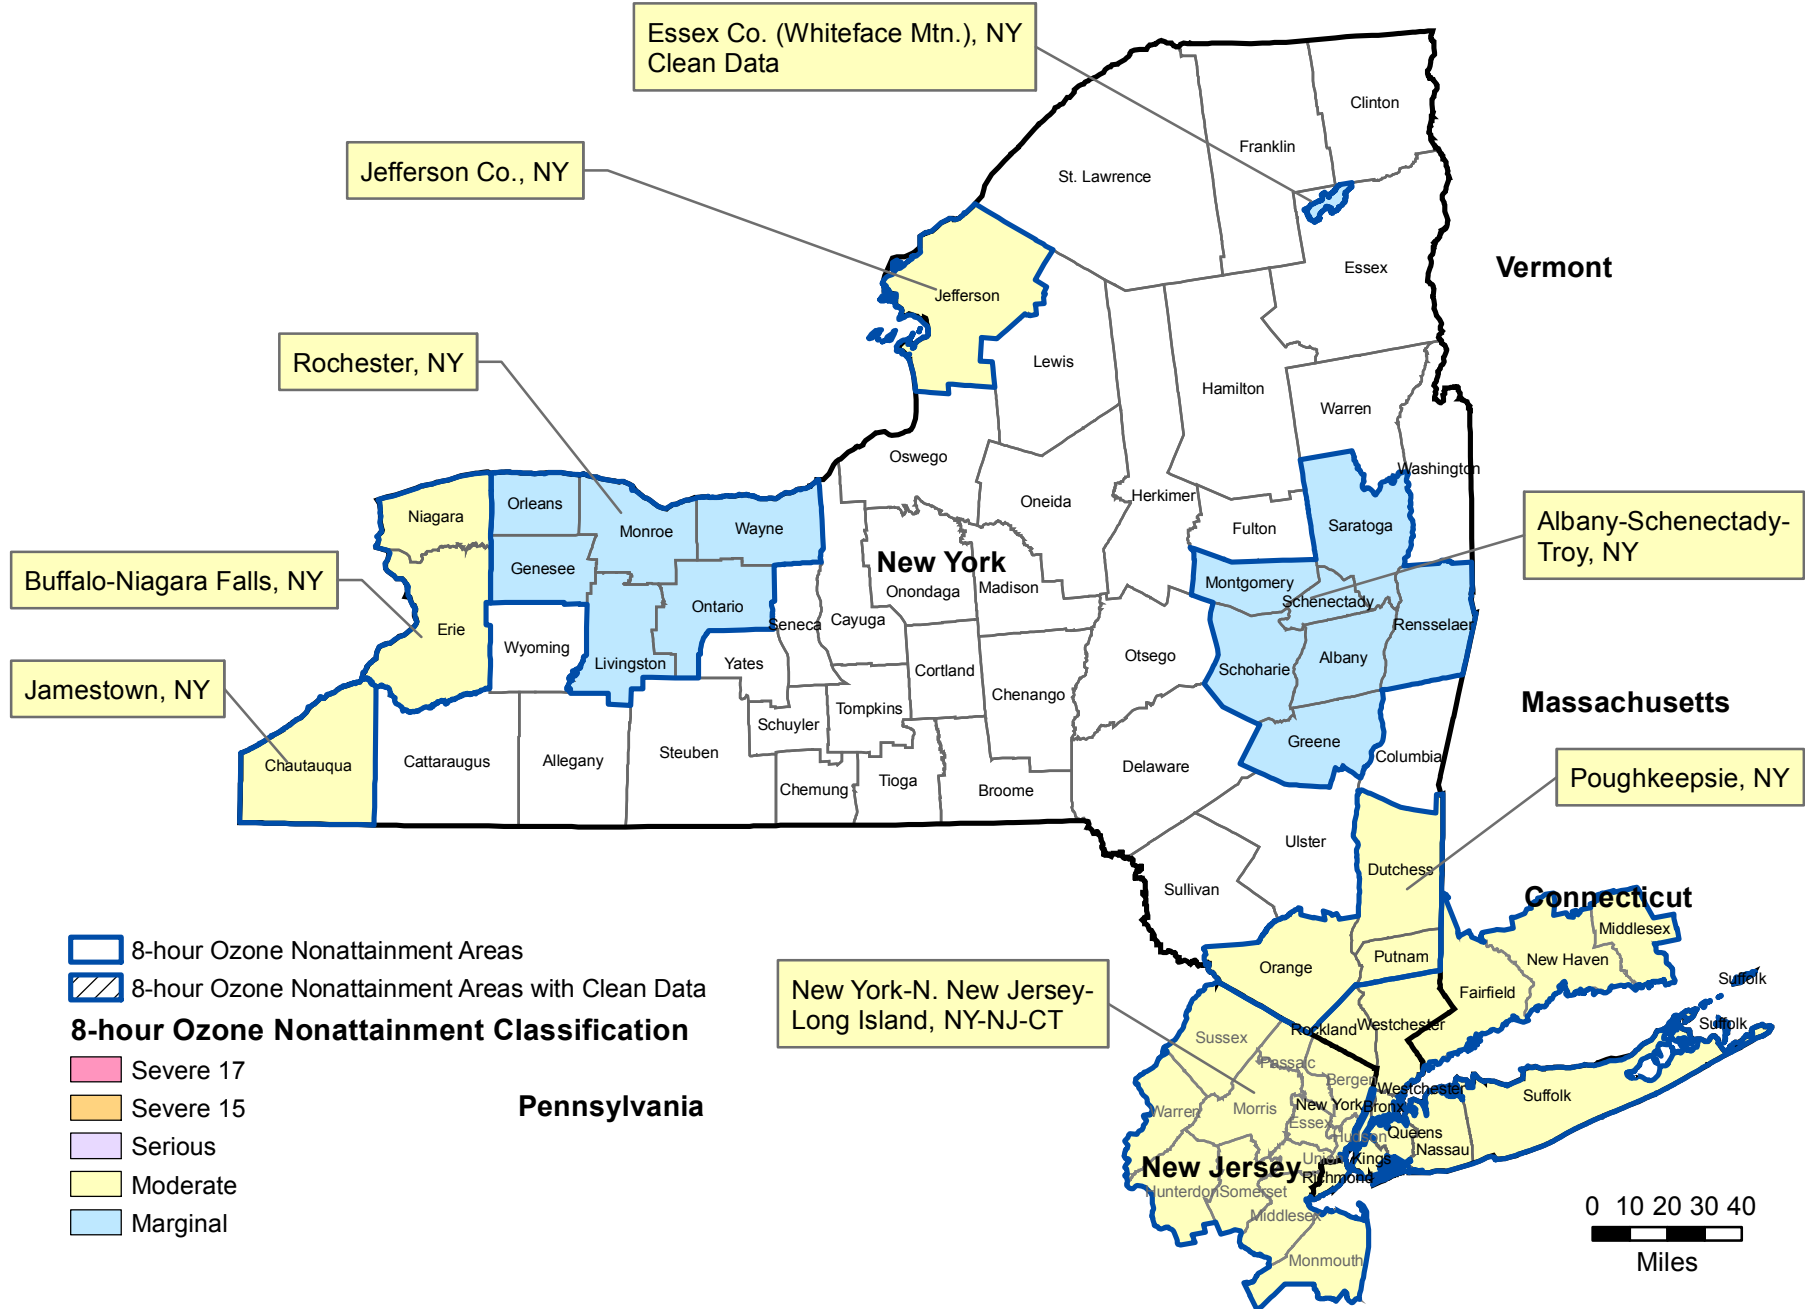 Essex Co. (Whiteface Mtn.), NY
Clean Data
Clinton
Franklin
St. Lawrence
Jefferson Co., NY
Essex
Vermont
Jefferson
Rochester, NY
Lewis
Hamilton
Warren
Oswego
Washington
Oneida
Herkimer
Fulton
Saratoga
Albany-Schenectady-
Troy, NY
Niagara
Orleans
Monroe
Wayne
New York
Onondaga
Madison
Genesee
Montgomery
Schenectady
Buffalo-Niagara Falls, NY
Erie
Ontario
Seneca
Cayuga
Rensselaer
Wyoming
Livingston
Yates
Cortland
Otsego
Schoharie
Albany
Jamestown, NY
Chenango
Tompkins
Schuyler
Massachusetts
Greene
Columbia
Chautauqua
Cattaraugus
Allegany
Steuben
Chemung
Tioga
Broome
Delaware
Poughkeepsie, NY
Ulster
Dutchess
Sullivan
Connecticut
Middlesex
New Haven
Putnam
Orange
Fairfield
Suffolk
Suffolk
8-hour Ozone Nonattainment Areas
8-hour Ozone Nonattainment Areas with Clean Data
8-hour Ozone Nonattainment Classification
Severe 17
Severe 15
Serious
Moderate
Marginal
New York-N. New Jersey-
Long Island, NY-NJ-CT
Pennsylvania
Rockland
Westchester
Sussex
Passaic
Bergen
Westchester
Suffolk
Warren
Morris
New York
Bronx
Essex
Hudson
Queens
Nassau
Union
Kings
New Jersey
Richmond
Hunterdon
Somerset
Middlesex
Monmouth
0 10 20 30 40
Miles